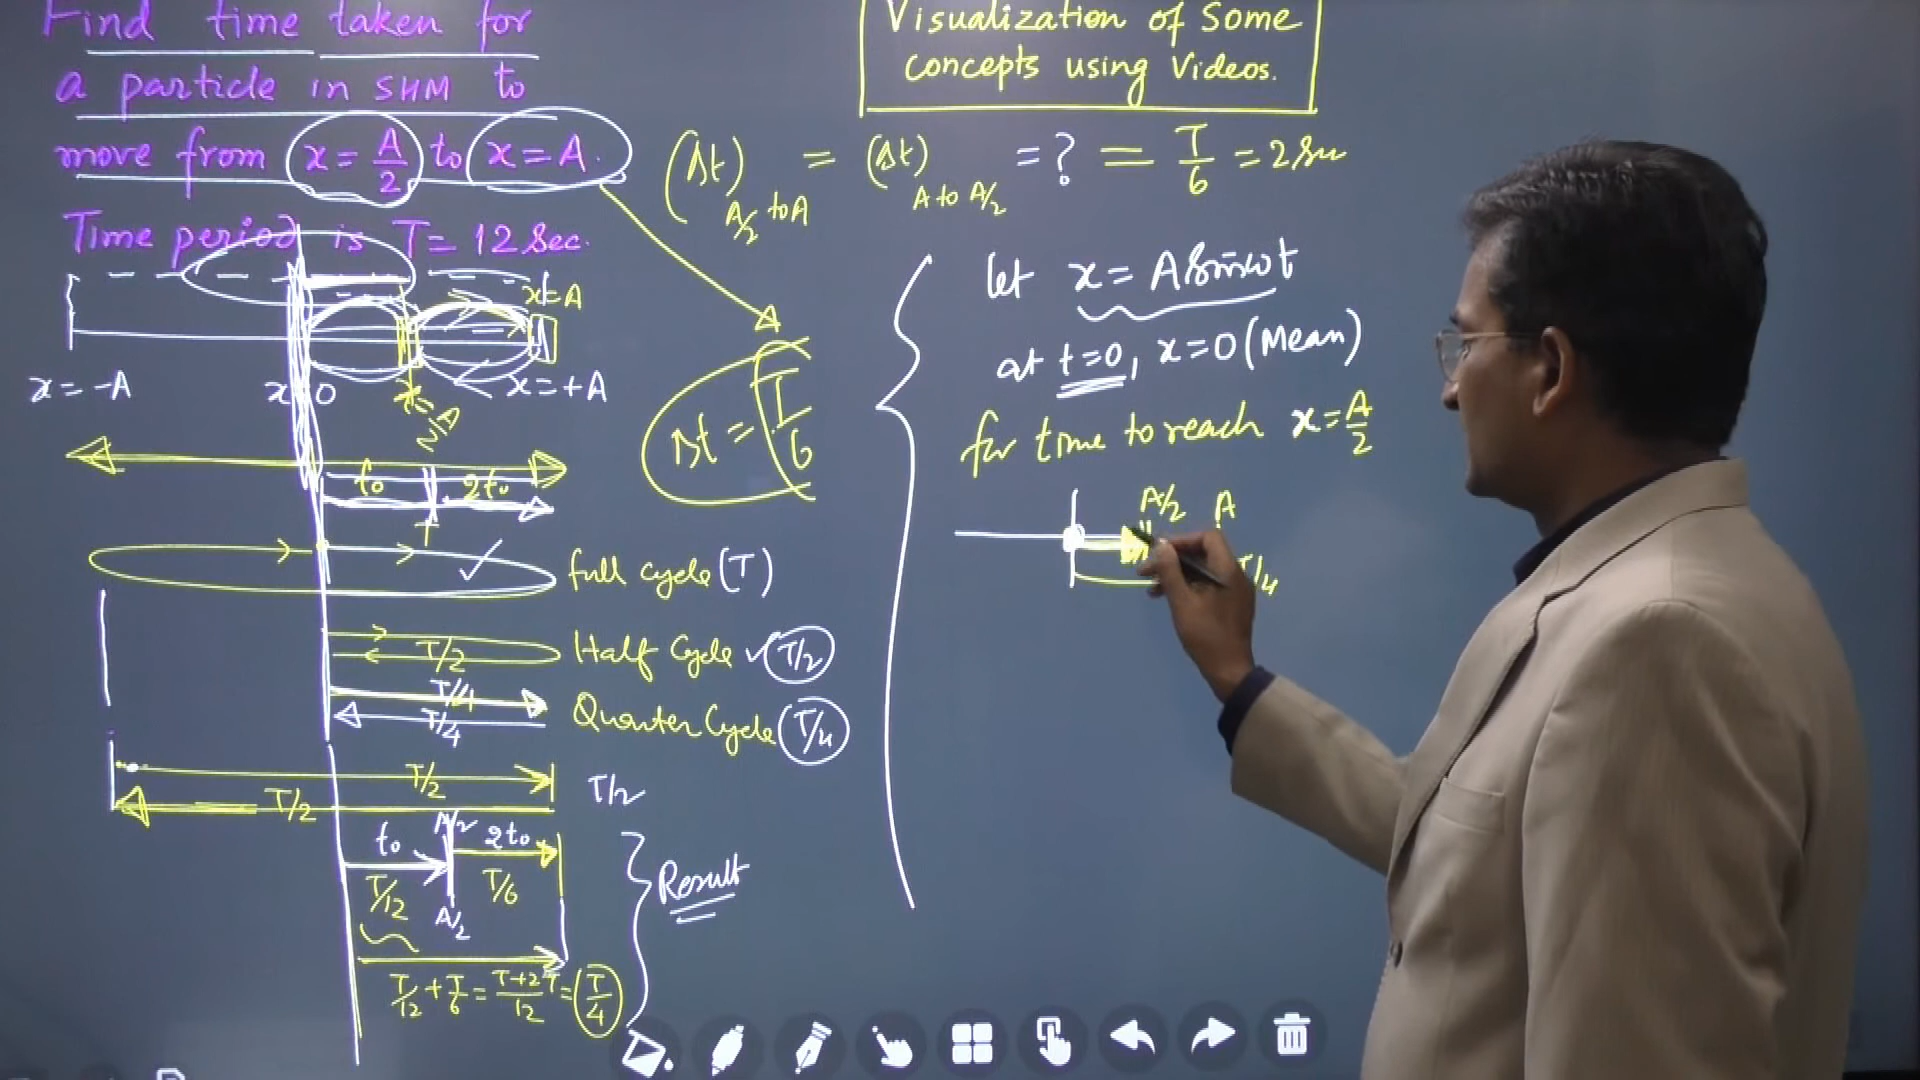 Find time taken for
a particle in SHM to
move from x = A/2 to x = A.
Time period is T = 12 Sec.
x = A
x = -A
x = 0
x = A/2
x = +A
t₀
2t₀
T
full cycle (T)
T/2
Half Cycle ✓ T/2
T/4
T/4
Quarter Cycle T/4
T/2
T/2
T/2
t₀
A/2
2t₀
T/12
A/2
T/6
Result
T/12 + T/6 = T+2T/12 = T/4
Visualization of Some
concepts using Videos.
(Δt) A/2 to A = (Δt) A to A/2 = ? = T/6 = 2 Sec
Δt = T/6
let x = A sin ωt
at t = 0, x = 0 (Mean)
for time to reach x = A/2
A/2
A
T/4